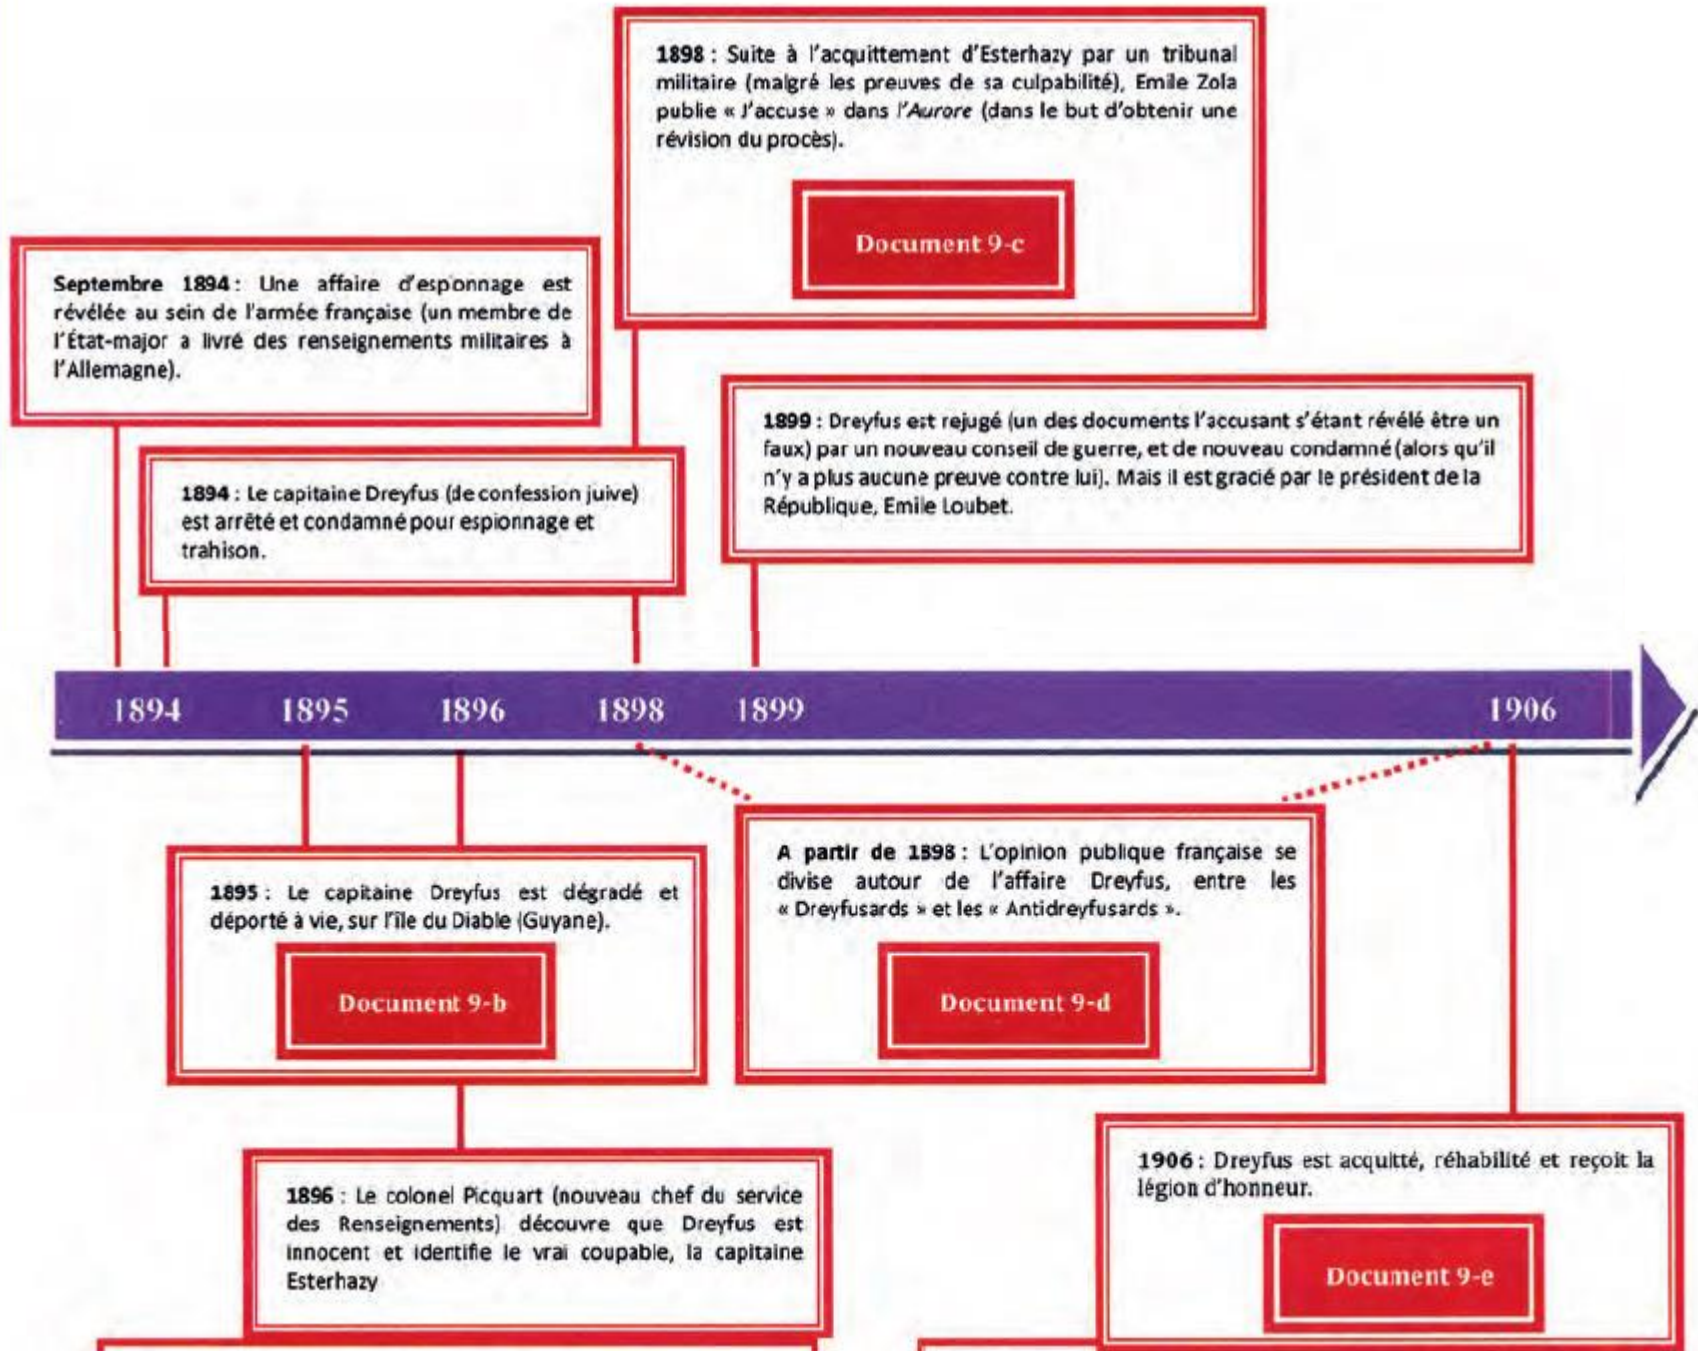 1898 : Suite à l'acquittement d'Esterhazy par un tribunal
militaire (malgré les preuves de sa culpabilité), Emile Zola
publie « J'accuse » dans l'Aurore (dans le but d'obtenir une
révision du procès).
Document 9-c
Septembre 1894 : Une affaire d'espionnage est
révélée au sein de l'armée française (un membre de
l'État-major a livré des renseignements militaires à
l'Allemagne).
1899 : Dreyfus est rejugé (un des documents l'accusant s'étant révélé être un
faux) par un nouveau conseil de guerre, et de nouveau condamné (alors qu'il
n'y a plus aucune preuve contre lui). Mais il est gracié par le président de la
République, Emile Loubet.
1894 : Le capitaine Dreyfus (de confession juive)
est arrêté et condamné pour espionnage et
trahison.
1894 1895 1896 1898 1899 1906
1895 : Le capitaine Dreyfus est dégradé et
déporté à vie, sur l'île du Diable (Guyane).
Document 9-b
A partir de 1898 : L'opinion publique française se
divise autour de l'affaire Dreyfus, entre les
« Dreyfusards » et les « Antidreyfusards ».
Document 9-d
1896 : Le colonel Picquart (nouveau chef du service
des Renseignements) découvre que Dreyfus est
innocent et identifie le vrai coupable, la capitaine
Esterhazy
1906 : Dreyfus est acquitté, réhabilité et reçoit la
légion d'honneur.
Document 9-e